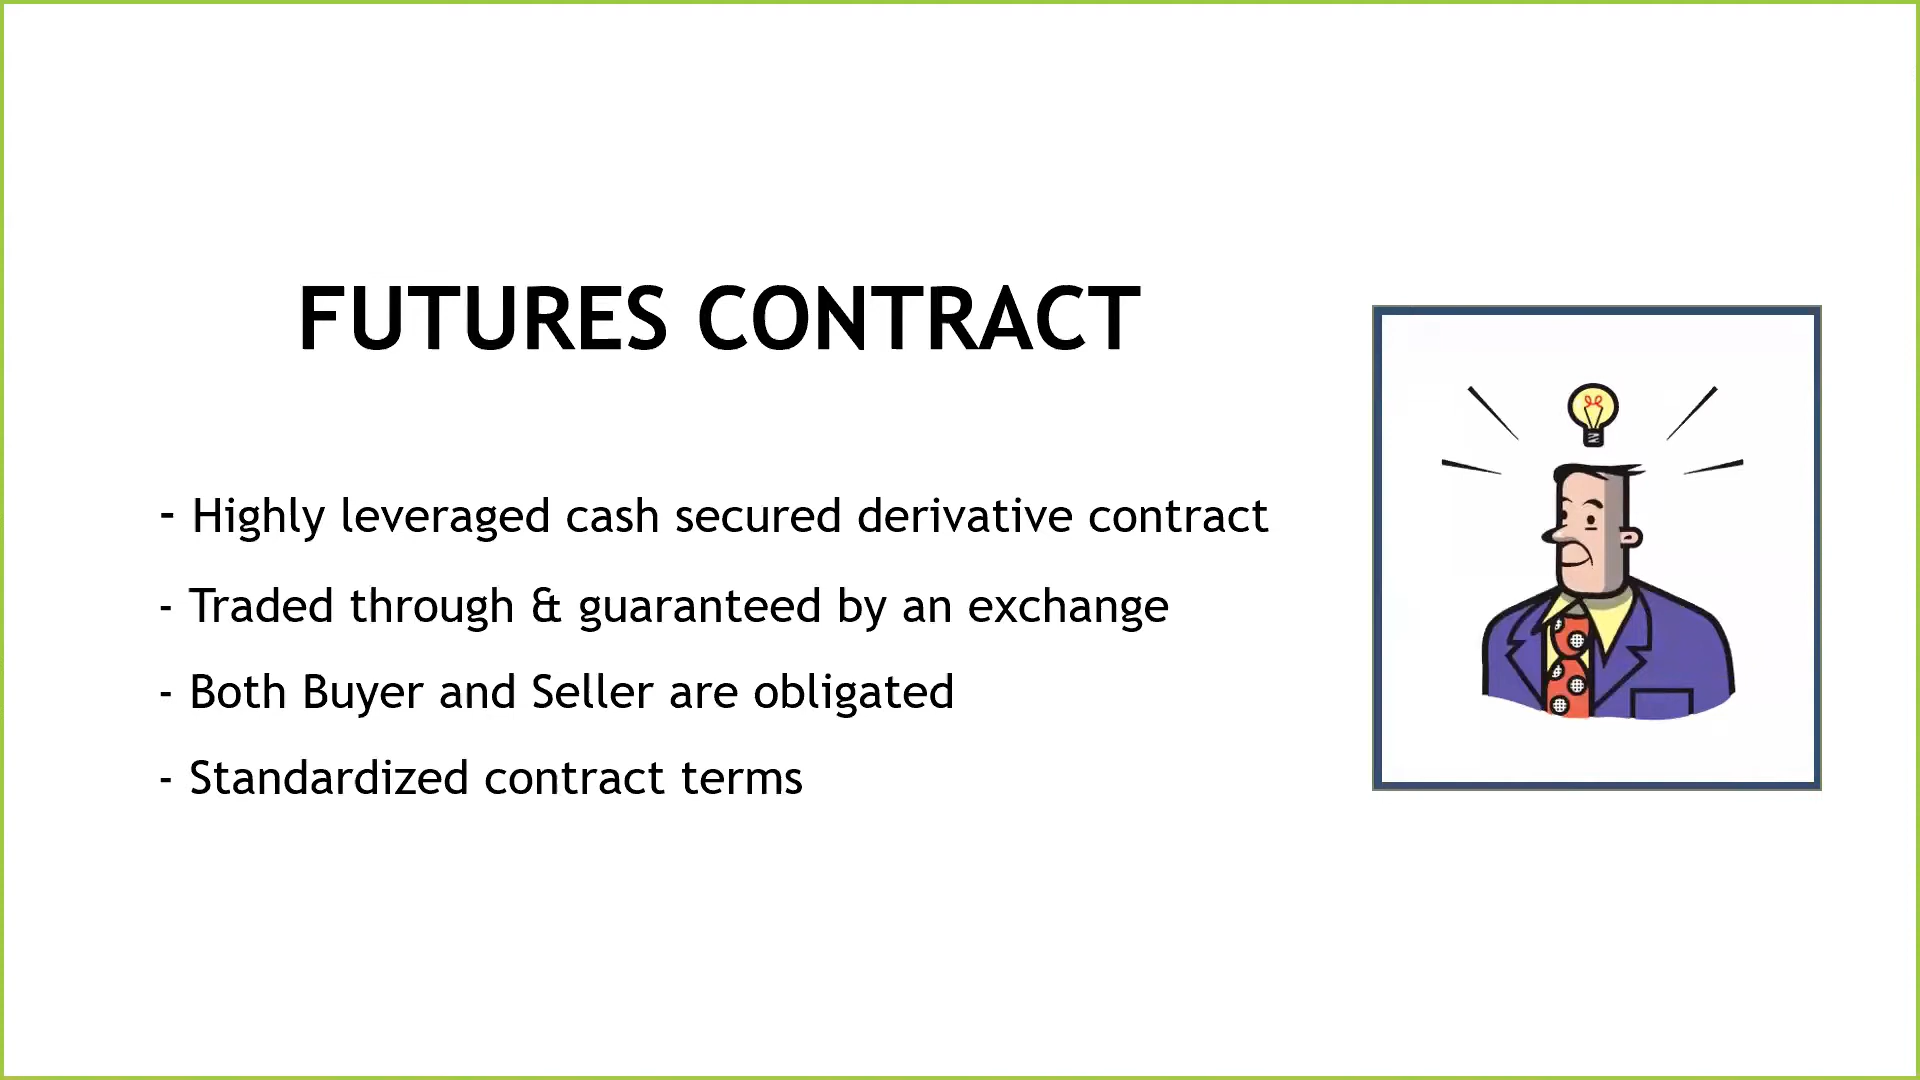 FUTURES CONTRACT
- Highly leveraged cash secured derivative contract
- Traded through & guaranteed by an exchange
- Both Buyer and Seller are obligated
- Standardized contract terms